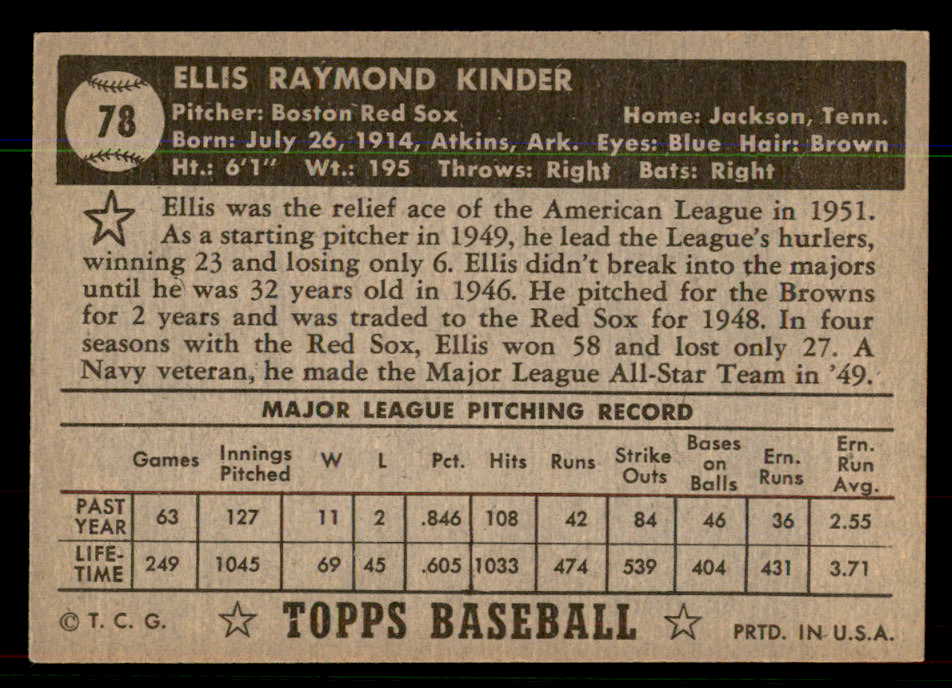 78
ELLIS RAYMOND KINDER
Pitcher: Boston Red Sox Home: Jackson, Tenn.
Born: July 26, 1914, Atkins, Ark. Eyes: Blue Hair: Brown
Ht.: 6'1" Wt.: 195 Throws: Right Bats: Right
Ellis was the relief ace of the American League in 1951.
As a starting pitcher in 1949, he lead the League's hurlers,
winning 23 and losing only 6. Ellis didn't break into the majors
until he was 32 years old in 1946. He pitched for the Browns
for 2 years and was traded to the Red Sox for 1948. In four
seasons with the Red Sox, Ellis won 58 and lost only 27. A
Navy veteran, he made the Major League All-Star Team in '49.
MAJOR LEAGUE PITCHING RECORD
Games Innings Pitched W L Pct. Hits Runs Strike Outs Bases on Balls Ern. Runs Ern. Run Avg.
PAST YEAR 63 127 11 2 .846 108 42 84 46 36 2.55
LIFE-TIME 249 1045 69 45 .605 1033 474 539 404 431 3.71
© T. C. G. TOPPS BASEBALL PRTD. IN U.S.A.